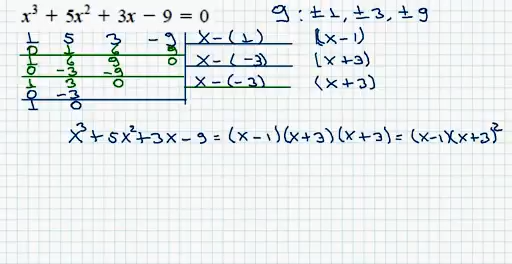 x³ + 5x² + 3x − 9 = 0    9 : ±1, ±3, ±9
1 5 3 −9 x−(1) (x−1)
0 1 6 9
1 6 9 0 x−(−3) (x+3)
0 −3 −9
1 3 0 x−(−3) (x+3)
0 −3
1 0
x³+5x²+3x−9 = (x−1)(x+3)(x+3) = (x−1)(x+3)²